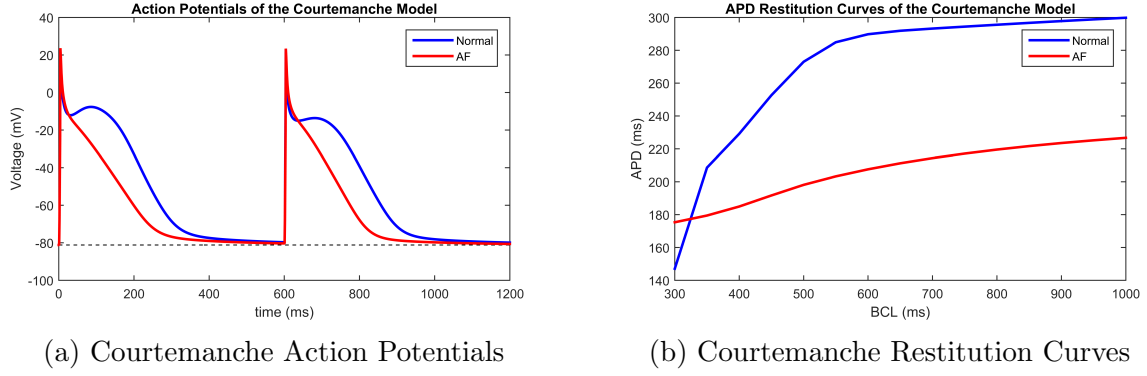 Action Potentials of the Courtemanche Model
40
20
0
-20
-40
-60
-80
-100
Voltage (mV)
0 200 400 600 800 1000 1200
time (ms)
Normal
AF
(a) Courtemanche Action Potentials
APD Restitution Curves of the Courtemanche Model
300
280
260
240
220
200
180
160
140
APD (ms)
300 400 500 600 700 800 900 1000
BCL (ms)
Normal
AF
(b) Courtemanche Restitution Curves